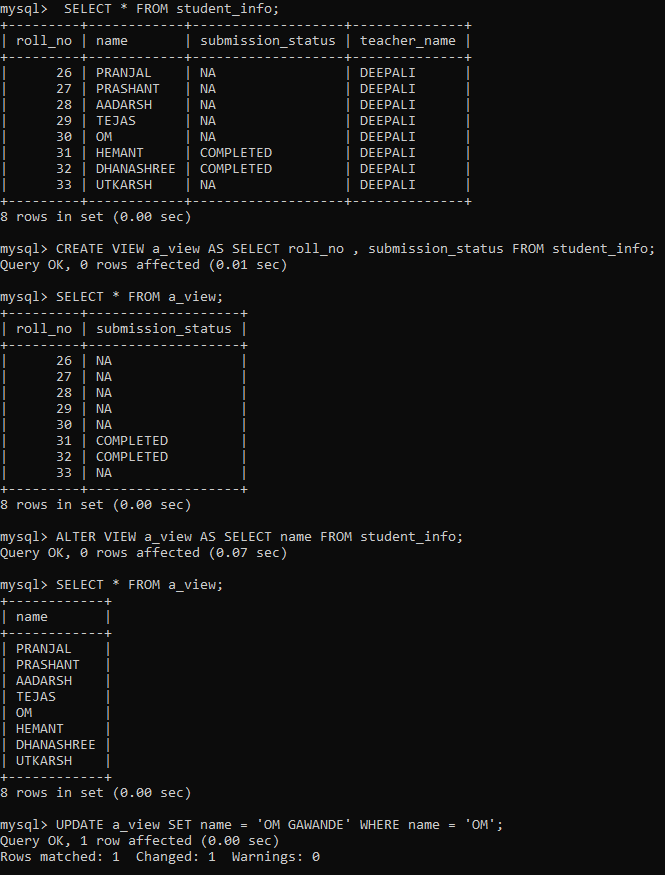 mysql>  SELECT * FROM student_info;
+---------+------------+-------------------+--------------+
| roll_no | name       | submission_status | teacher_name |
+---------+------------+-------------------+--------------+
|      26 | PRANJAL    | NA                | DEEPALI      |
|      27 | PRASHANT   | NA                | DEEPALI      |
|      28 | AADARSH    | NA                | DEEPALI      |
|      29 | TEJAS      | NA                | DEEPALI      |
|      30 | OM         | NA                | DEEPALI      |
|      31 | HEMANT     | COMPLETED         | DEEPALI      |
|      32 | DHANASHREE | COMPLETED         | DEEPALI      |
|      33 | UTKARSH    | NA                | DEEPALI      |
+---------+------------+-------------------+--------------+
8 rows in set (0.00 sec)

mysql> CREATE VIEW a_view AS SELECT roll_no , submission_status FROM student_info;
Query OK, 0 rows affected (0.01 sec)

mysql> SELECT * FROM a_view;
+---------+-------------------+
| roll_no | submission_status |
+---------+-------------------+
|      26 | NA                |
|      27 | NA                |
|      28 | NA                |
|      29 | NA                |
|      30 | NA                |
|      31 | COMPLETED         |
|      32 | COMPLETED         |
|      33 | NA                |
+---------+-------------------+
8 rows in set (0.00 sec)

mysql> ALTER VIEW a_view AS SELECT name FROM student_info;
Query OK, 0 rows affected (0.07 sec)

mysql> SELECT * FROM a_view;
+------------+
| name       |
+------------+
| PRANJAL    |
| PRASHANT   |
| AADARSH    |
| TEJAS      |
| OM         |
| HEMANT     |
| DHANASHREE |
| UTKARSH    |
+------------+
8 rows in set (0.00 sec)

mysql> UPDATE a_view SET name = 'OM GAWANDE' WHERE name = 'OM';
Query OK, 1 row affected (0.00 sec)
Rows matched: 1  Changed: 1  Warnings: 0